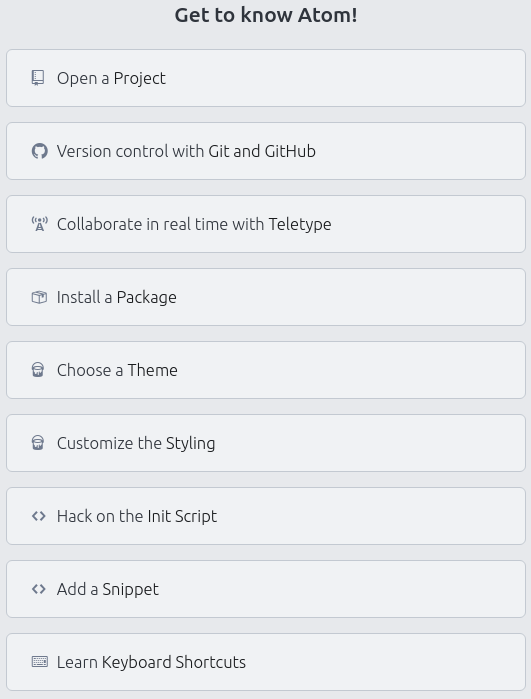 Get to know Atom!
Open a Project
Version control with Git and GitHub
Collaborate in real time with Teletype
Install a Package
Choose a Theme
Customize the Styling
Hack on the Init Script
Add a Snippet
Learn Keyboard Shortcuts